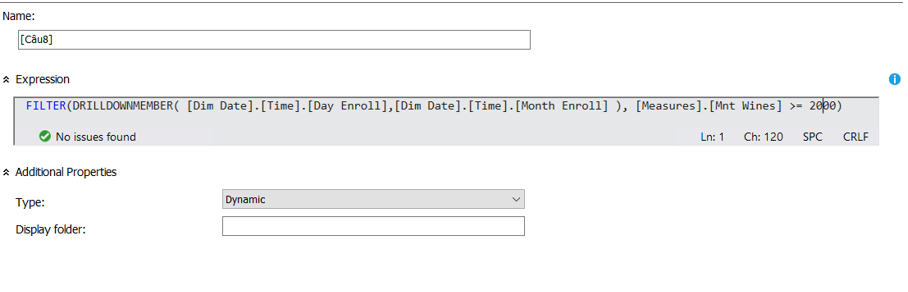 Name:
[Câu8]
Expression
FILTER(DRILLDOWNMEMBER( [Dim Date].[Time].[Day Enroll],[Dim Date].[Time].[Month Enroll] ), [Measures].[Mnt Wines] >= 2000)
No issues found Ln: 1 Ch: 120 SPC CRLF
Additional Properties
Type: Dynamic
Display folder: